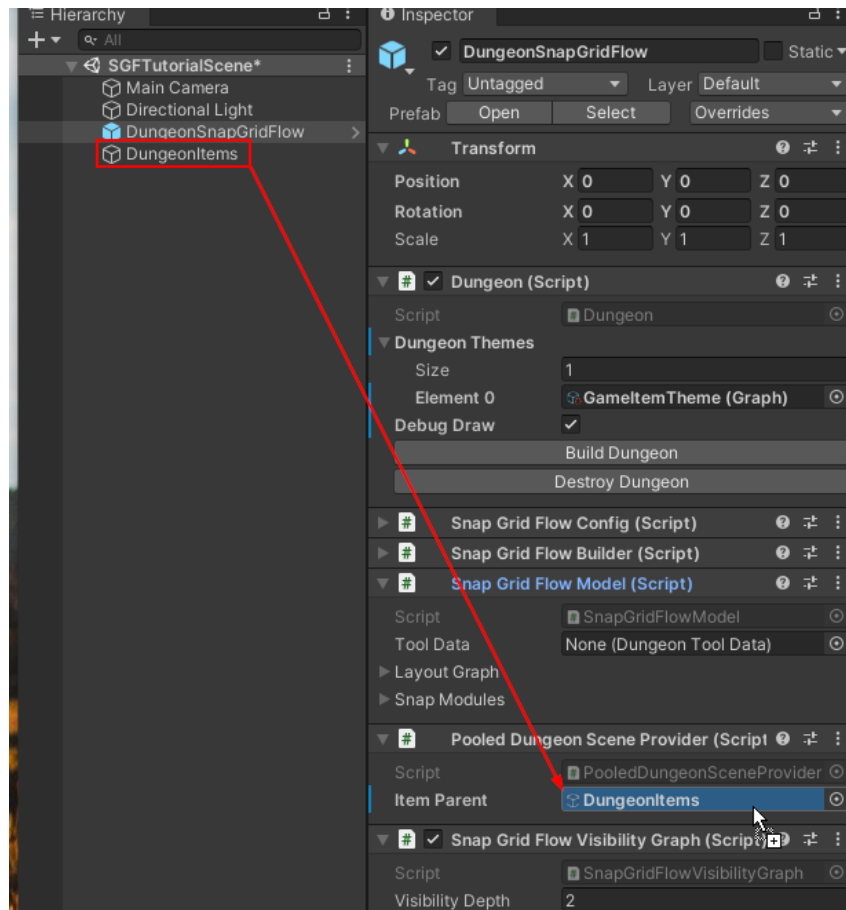 Hierarchy
All
SGFTutorialScene*
Main Camera
Directional Light
DungeonSnapGridFlow
DungeonItems
Inspector
DungeonSnapGridFlow
Static
Tag Untagged Layer Default
Prefab Open Select Overrides
Transform
Position X 0 Y 0 Z 0
Rotation X 0 Y 0 Z 0
Scale X 1 Y 1 Z 1
# Dungeon (Script)
Script # Dungeon
Dungeon Themes
Size 1
Element 0 GameItemTheme (Graph)
Debug Draw
Build Dungeon
Destroy Dungeon
# Snap Grid Flow Config (Script)
# Snap Grid Flow Builder (Script)
# Snap Grid Flow Model (Script)
Script # SnapGridFlowModel
Tool Data None (Dungeon Tool Data)
Layout Graph
Snap Modules
# Pooled Dungeon Scene Provider (Script
Script # PooledDungeonSceneProvider
Item Parent DungeonItems
# Snap Grid Flow Visibility Graph (Script)
Script # SnapGridFlowVisibilityGraph
Visibility Depth 2